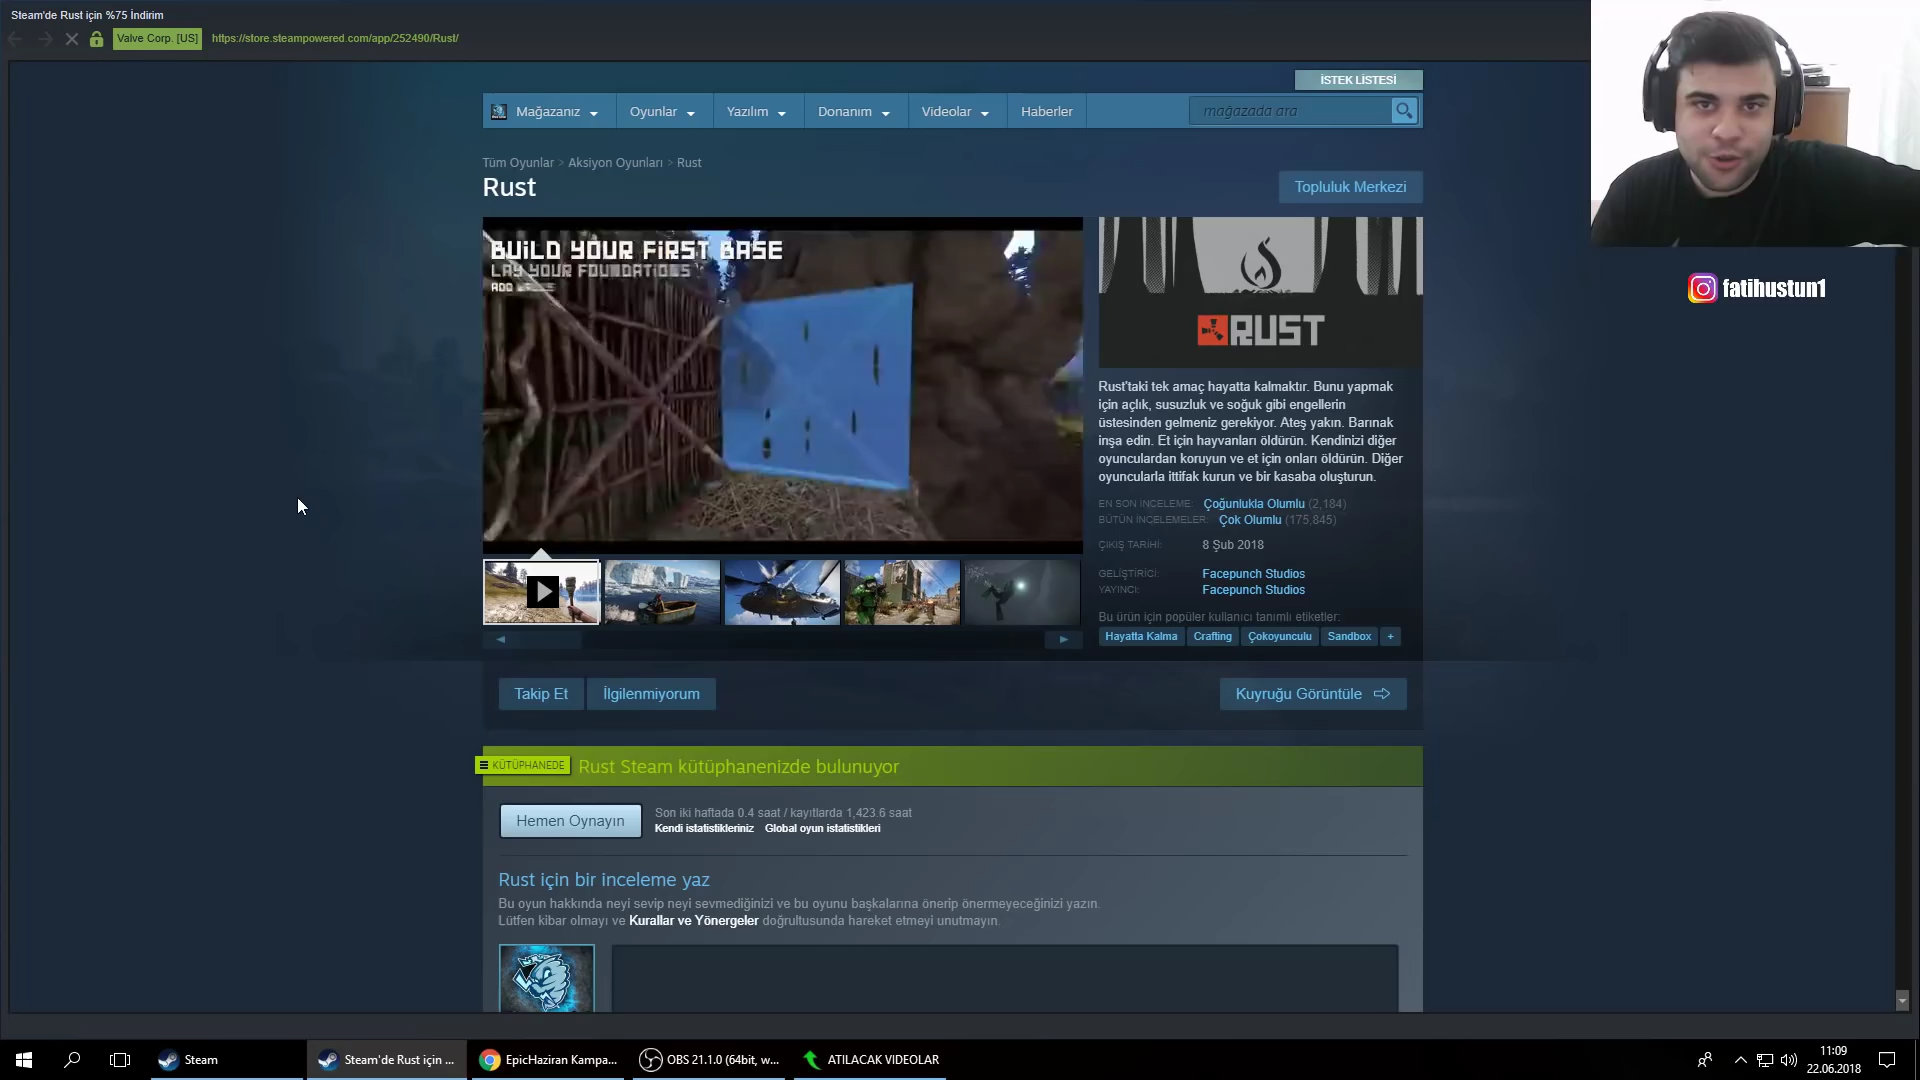 Steam'de Rust için %75 İndirim
Valve Corp. [US] https://store.steampowered.com/app/252490/Rust/
İSTEK LİSTESİ
Mağazanız Oyunlar Yazılım Donanım Videolar Haberler mağazada ara
Tüm Oyunlar > Aksiyon Oyunları > Rust
Rust
Topluluk Merkezi
BUILD YOUR FIRST BASE
LAY YOUR FOUNDATIONS
ADD
RUST
fatihustun1
Rust'taki tek amaç hayatta kalmaktır. Bunu yapmak
için açlık, susuzluk ve soğuk gibi engellerin
üstesinden gelmeniz gerekiyor. Ateş yakın. Barınak
inşa edin. Et için hayvanları öldürün. Kendinizi diğer
oyunculardan koruyun ve et için onları öldürün. Diğer
oyuncularla ittifak kurun ve bir kasaba oluşturun.
EN SON İNCELEME: Çoğunlukla Olumlu (2,184)
BÜTÜN İNCELEMELER: Çok Olumlu (175,845)
ÇIKIŞ TARİHİ: 8 Şub 2018
GELİŞTİRİCİ: Facepunch Studios
YAYINCI: Facepunch Studios
Bu ürün için popüler kullanıcı tanımlı etiketler:
Hayatta Kalma Crafting Çokoyunculu Sandbox +
Takip Et İlgilenmiyorum Kuyruğu Görüntüle
KÜTÜPHANEDE Rust Steam kütüphanenizde bulunuyor
Hemen Oynayın
Son iki haftada 0.4 saat / kayıtlarda 1,423.6 saat
Kendi istatistikleriniz Global oyun istatistikleri
Rust için bir inceleme yaz
Bu oyun hakkında neyi sevip neyi sevmediğinizi ve bu oyunu başkalarına önerip önermeyeceğinizi yazın.
Lütfen kibar olmayı ve Kurallar ve Yönergeler doğrultusunda hareket etmeyi unutmayın.
Steam Steam'de Rust için ... EpicHaziran Kampa... OBS 21.1.0 (64bit, w... ATILACAK VIDEOLAR
11:09
22.06.2018